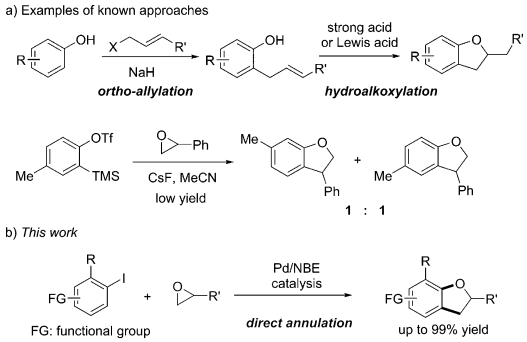 a) Examples of known approaches
R OH
X R'
NaH
ortho-allylation
R OH R'
strong acid
or Lewis acid
hydroalkoxylation
R O R'
Me OTf TMS
O Ph
CsF, MeCN
low yield
Me O Ph
+
Me O Ph
1 : 1
b) This work
R I FG
+
O R'
Pd/NBE
catalysis
direct annulation
R O R' FG
FG: functional group
up to 99% yield